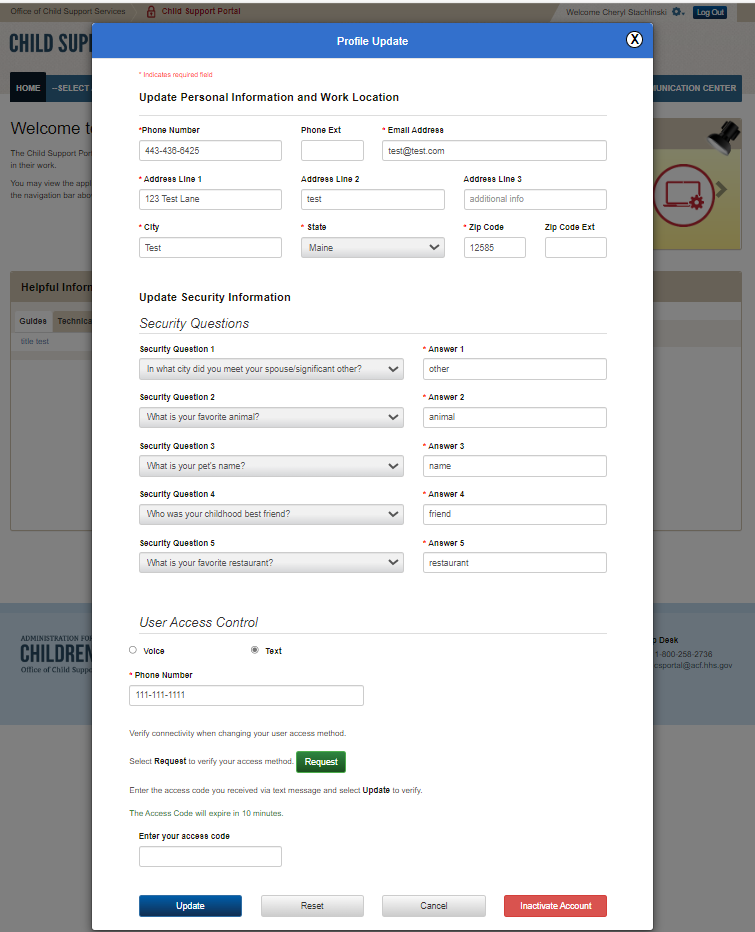 Office of Child Support Services
Child Support Portal
Welcome Cheryl Stachlinski
Log Out
CHILD SUP
Profile Update
X
* Indicates required field
HOME
--SELECT
UNICATION CENTER
Update Personal Information and Work Location
Welcome t
The Child Support Por
in their work.
You may view the appl
the navigation bar abo
*Phone Number
Phone Ext
* Email Address
443-436-6425
test@test.com
* Address Line 1
Address Line 2
Address Line 3
123 Test Lane
test
additional info
* City
* State
* Zip Code
Zip Code Ext
Test
Maine
12585
Helpful Inforn
Guides
Technica
title test
Update Security Information
Security Questions
Security Question 1
* Answer 1
In what city did you meet your spouse/significant other?
other
Security Question 2
* Answer 2
What is your favorite animal?
animal
Security Question 3
* Answer 3
What is your pet's name?
name
Security Question 4
* Answer 4
Who was your childhood best friend?
friend
Security Question 5
* Answer 5
What is your favorite restaurant?
restaurant
User Access Control
Voice
Text
* Phone Number
111-111-1111
ADMINISTRATION FOR
CHILDREN
Office of Child Suppo
p Desk
1-800-258-2736
csportal@acf.hhs.gov
Verify connectivity when changing your user access method.
Select Request to verify your access method.
Request
Enter the access code you received via text message and select Update to verify.
The Access Code will expire in 10 minutes.
Enter your access code
Update
Reset
Cancel
Inactivate Account